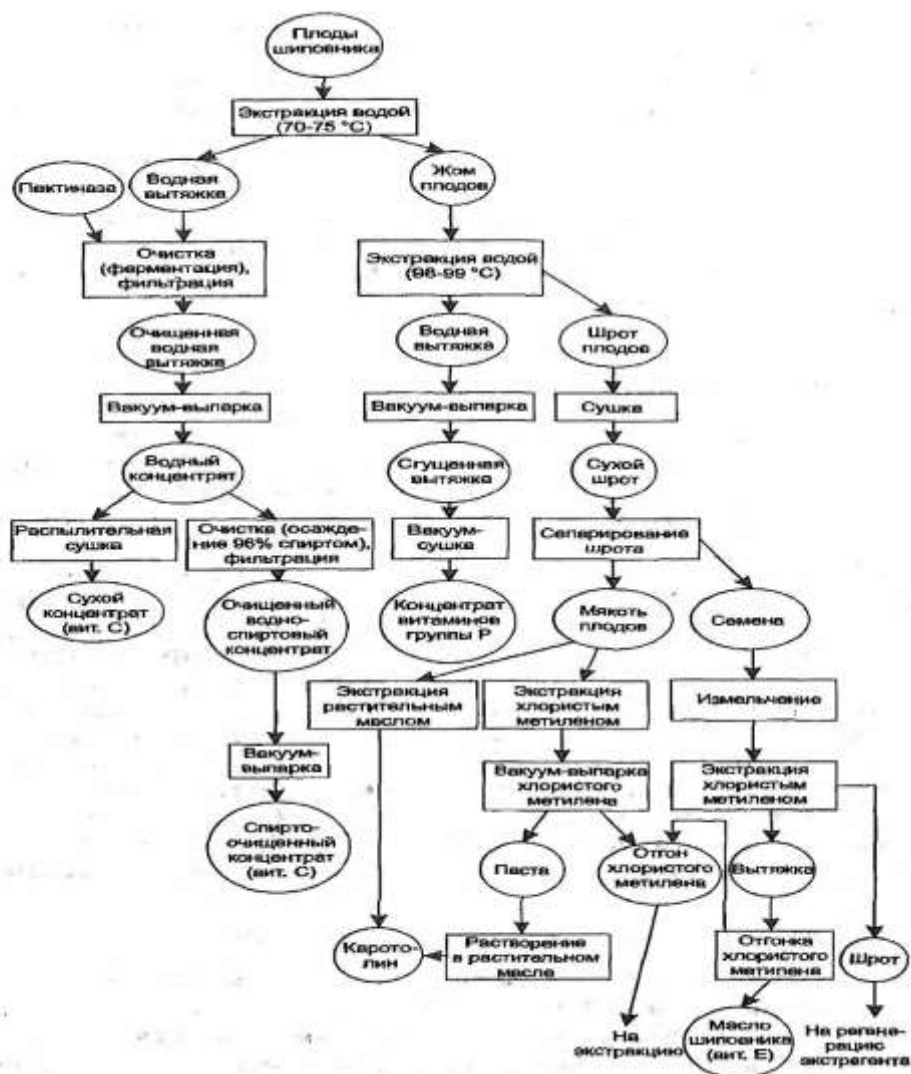 Плоды
шиповника
Экстракция водой
(70-75 °C)
Пектиназа
Водная
вытяжка
Жом
плодов
Очистка
(ферментация),
фильтрация
Экстракция водой
(98-99 °C)
Очищенная
водная
вытяжка
Водная
вытяжка
Шрот
плодов
Вакуум-выпарка
Вакуум-выпарка
Сушка
Водный
концентрат
Сгущенная
вытяжка
Сухой
шрот
Распылительная
сушка
Очистка (осажде-
ние 96% спиртом),
фильтрация
Вакуум-
сушка
Сепарирование
шрота
Сухой
концентрат
(вит. С)
Очищенный
водно-
спиртовый
концентрат
Концентрат
витаминов
группы Р
Мякоть
плодов
Семена
Экстракция
растительным
маслом
Экстракция
хлористым
метиленом
Измельчение
Вакуум-
выпарка
Вакуум-выпарка
хлористого
метилена
Экстракция
хлористым
метиленом
Спирто-
очищенный
концентрат
(вит. С)
Паста
Отгон
хлористого
метилена
Вытяжка
Карото-
лин
Растворение
в растительном
масле
Отгонка
хлористого
метилена
Шрот
На
экстракцию
Масло
шиповника
(вит. Е)
На регене-
рацию
экстрагента